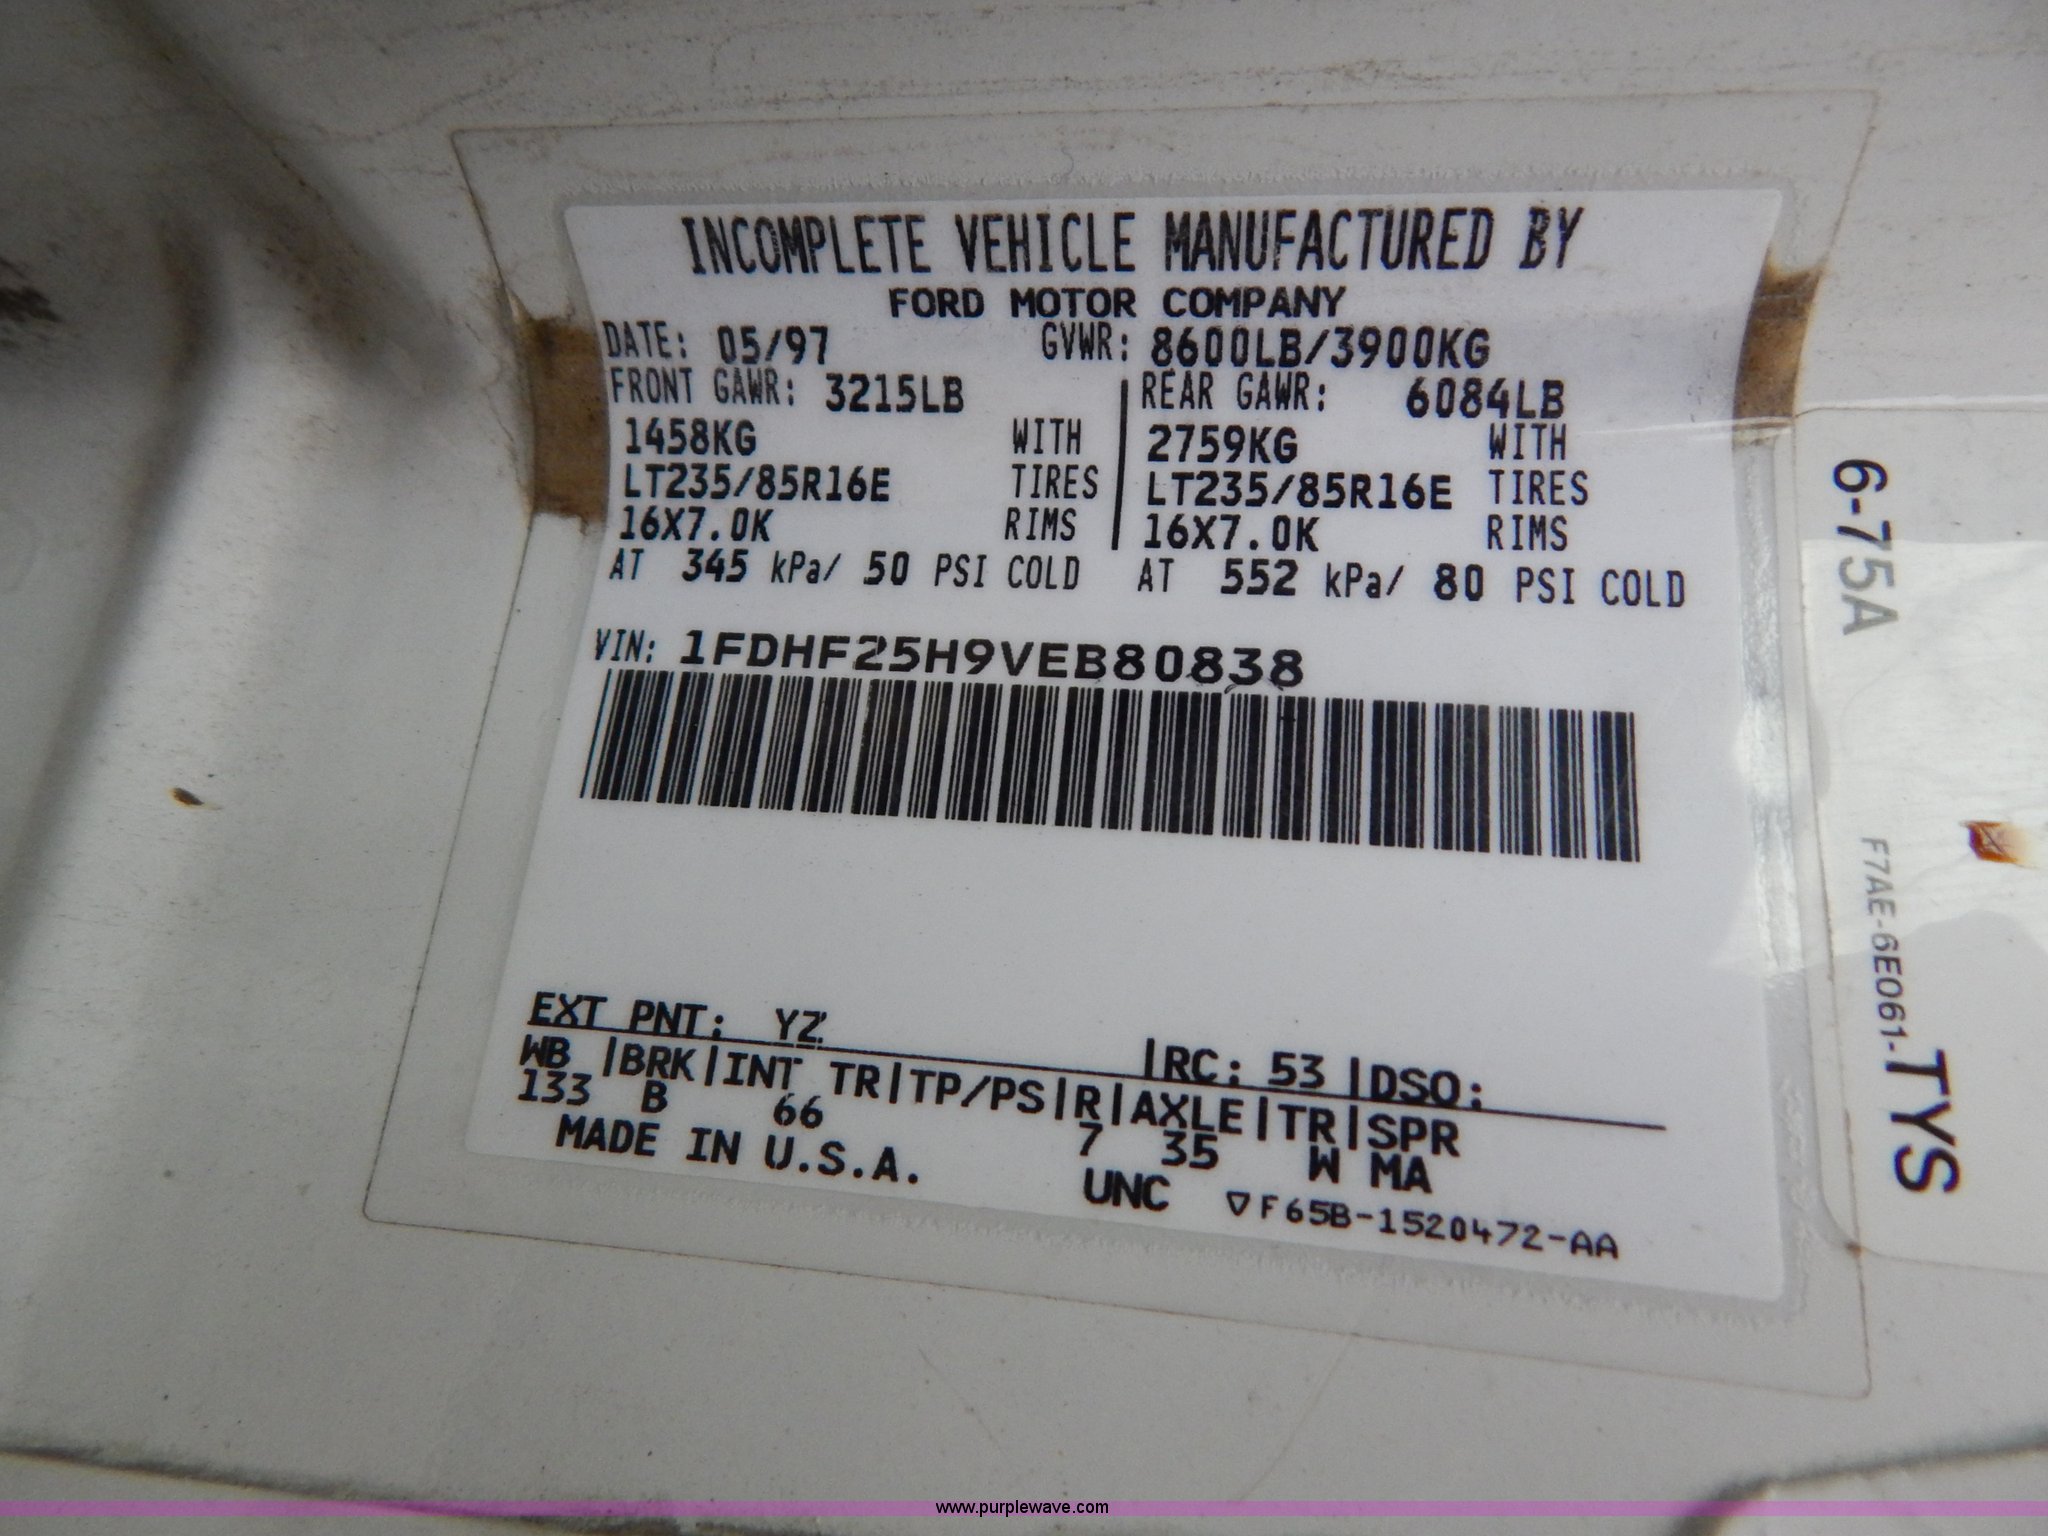 INCOMPLETE VEHICLE MANUFACTURED BY
FORD MOTOR COMPANY
DATE: 05/97 GVWR: 8600LB/3900KG
FRONT GAWR: 3215LB REAR GAWR: 6084LB
1458KG WITH 2759KG WITH
LT235/85R16E TIRES LT235/85R16E TIRES
16X7.0K RIMS 16X7.0K RIMS
AT 345 kPa/ 50 PSI COLD AT 552 kPa/ 80 PSI COLD
VIN: 1FDHF25H9VEB80838
EXT PNT: YZ |RC: 53 |DSO:
WB |BRK|INT TR|TP/PS|R|AXLE|TR|SPR
133 B 66 7 35 W MA
MADE IN U.S.A. UNC ▽F65B-1520472-AA
6-75A
F7AE-6E061-TYS
www.purplewave.com